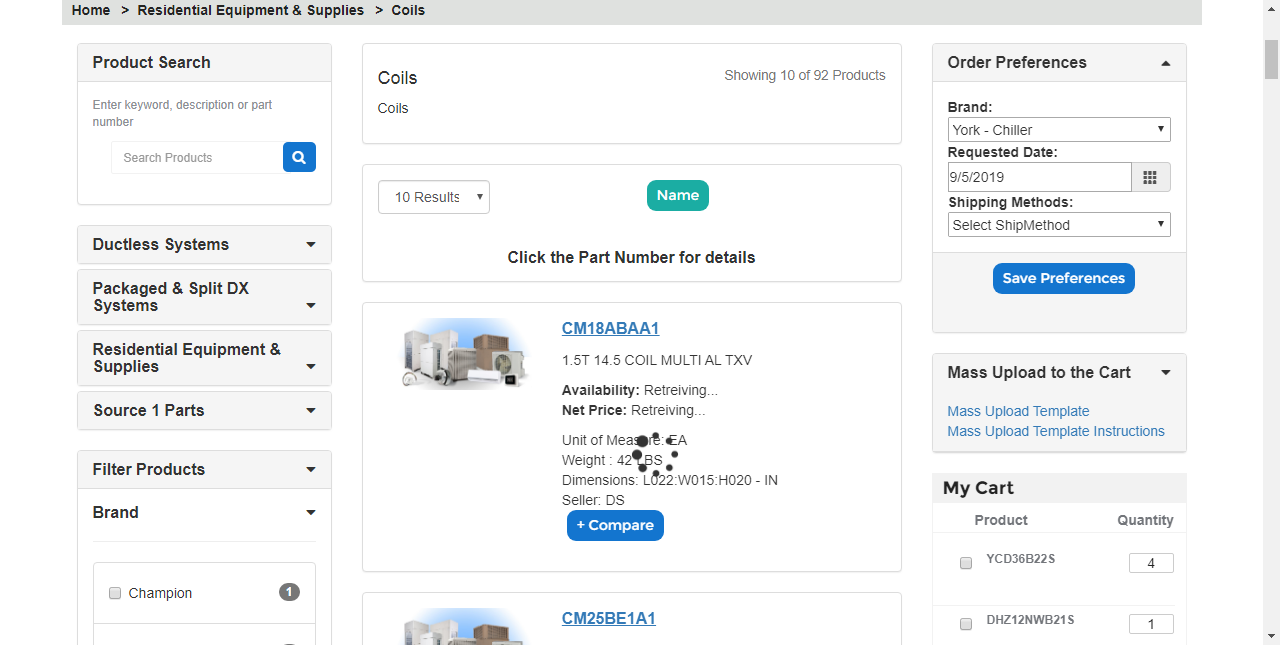 Home > Residential Equipment & Supplies > Coils
Product Search
Enter keyword, description or part
number
Search Products
Ductless Systems
Packaged & Split DX
Systems
Residential Equipment &
Supplies
Source 1 Parts
Filter Products
Brand
Champion 1
Coils
Showing 10 of 92 Products
Coils
10 Results
Name
Click the Part Number for details
CM18ABAA1
1.5T 14.5 COIL MULTI AL TXV
Availability: Retreiving...
Net Price: Retreiving...
Unit of Measure: EA
Weight : 42 LBS
Dimensions: L022:W015:H020 - IN
Seller: DS
+ Compare
CM25BE1A1
Order Preferences
Brand:
York - Chiller
Requested Date:
9/5/2019
Shipping Methods:
Select ShipMethod
Save Preferences
Mass Upload to the Cart
Mass Upload Template
Mass Upload Template Instructions
My Cart
Product Quantity
YCD36B22S 4
DHZ12NWB21S 1